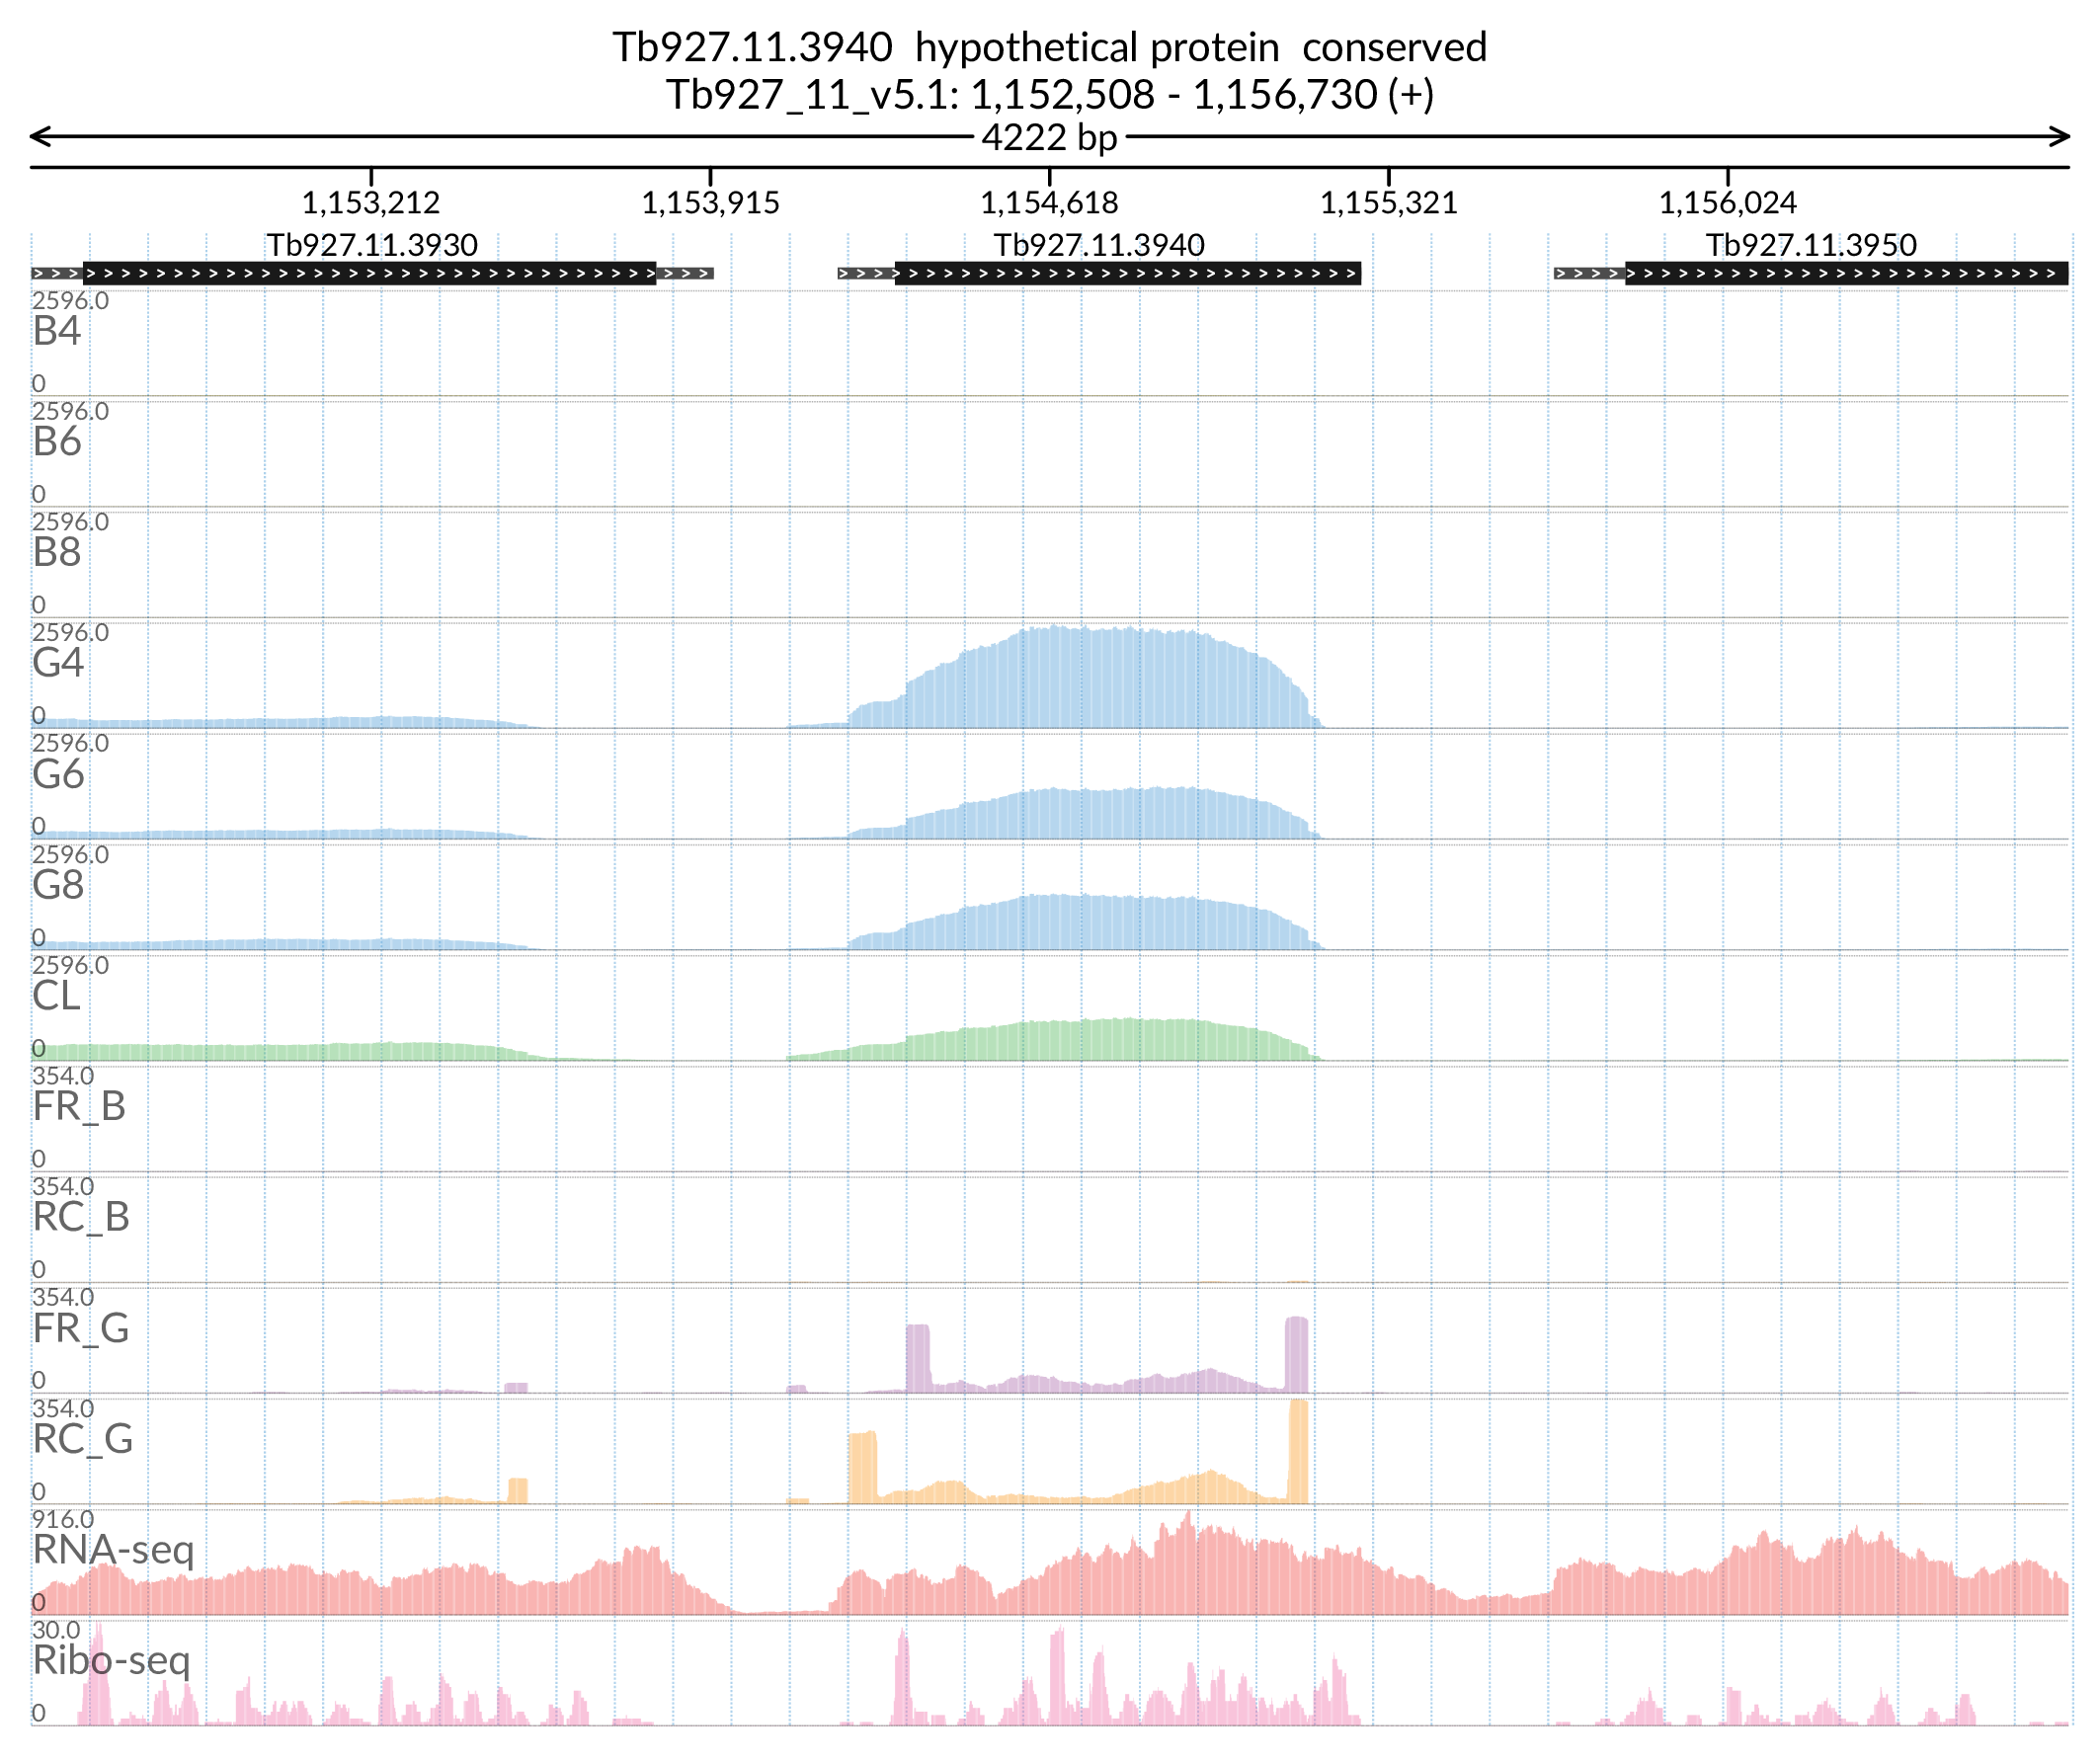 Tb927.11.3940 hypothetical protein conserved
Tb927_11_v5.1: 1,152,508 - 1,156,730 (+)
4222 bp
1,153,212 1,153,915 1,154,618 1,155,321 1,156,024
Tb927.11.3930 Tb927.11.3940 Tb927.11.3950
2596.0
B4
0
2596.0
B6
0
2596.0
B8
0
2596.0
G4
0
2596.0
G6
0
2596.0
G8
0
2596.0
CL
0
354.0
FR_B
0
354.0
RC_B
0
354.0
FR_G
0
354.0
RC_G
0
916.0
RNA-seq
0
30.0
Ribo-seq
0